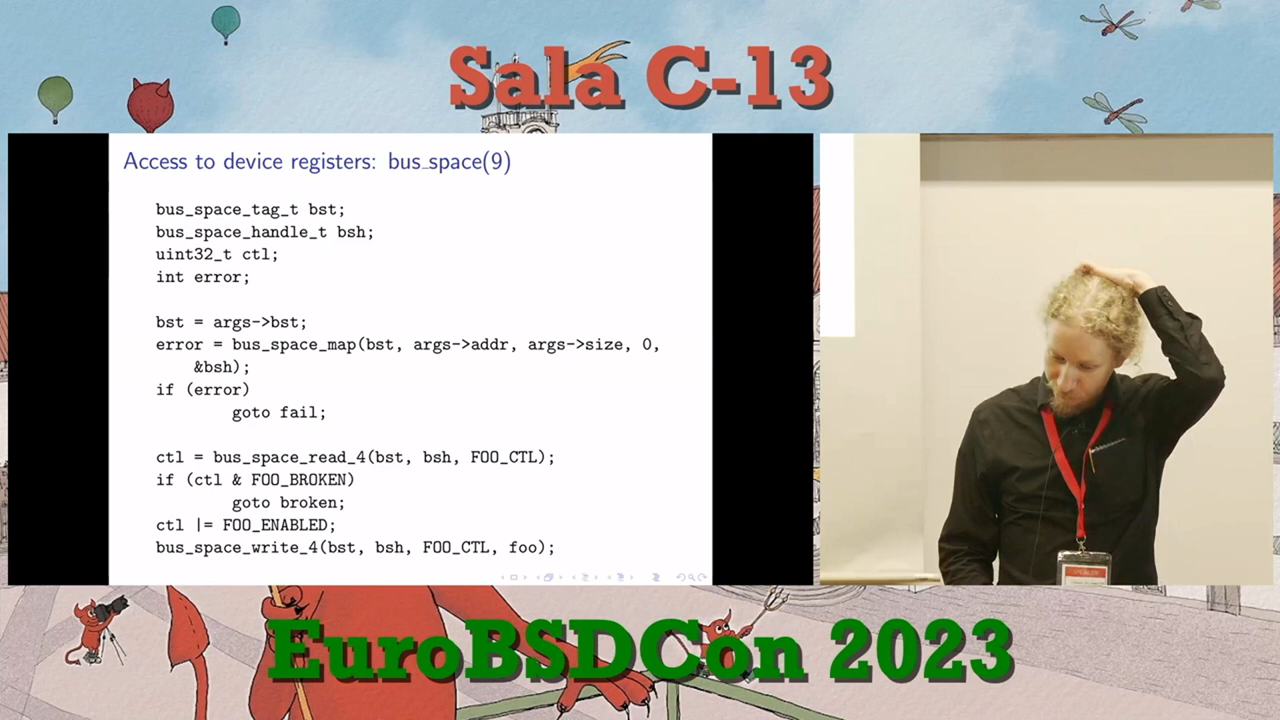 Sala C-13
Access to device registers: bus_space(9)
bus_space_tag_t bst;
bus_space_handle_t bsh;
uint32_t ctl;
int error;
bst = args->bst;
error = bus_space_map(bst, args->addr, args->size, 0,
&bsh);
if (error)
goto fail;
ctl = bus_space_read_4(bst, bsh, FOO_CTL);
if (ctl & FOO_BROKEN)
goto broken;
ctl |= FOO_ENABLED;
bus_space_write_4(bst, bsh, FOO_CTL, foo);
EuroBSDCon 2023